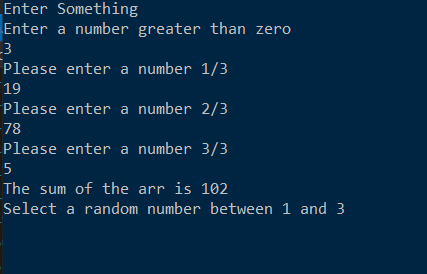 Enter Something
Enter a number greater than zero
3
Please enter a number 1/3
19
Please enter a number 2/3
78
Please enter a number 3/3
5
The sum of the arr is 102
Select a random number between 1 and 3